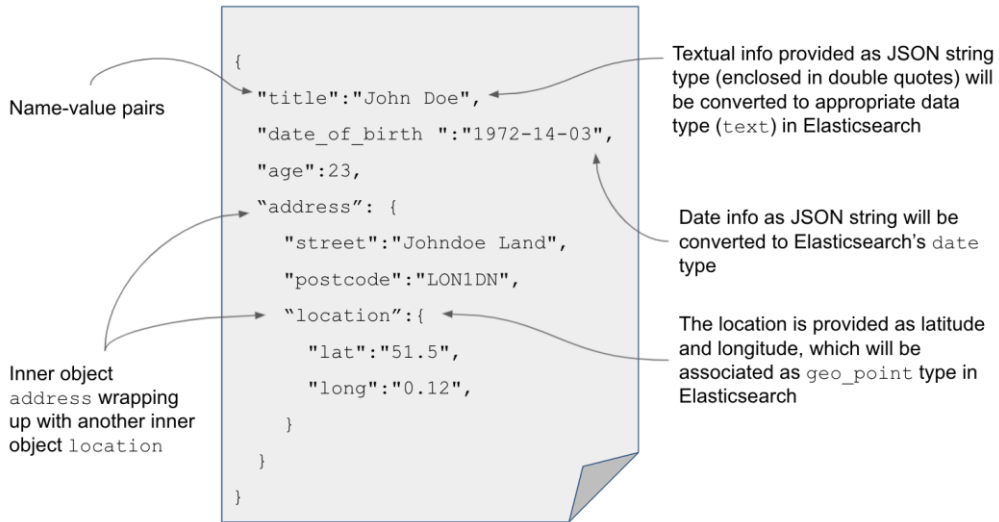 {
"title":"John Doe",
"date_of_birth ":"1972-14-03",
"age":23,
“address”: {
"street":"Johndoe Land",
"postcode":"LON1DN",
“location”:{
"lat":"51.5",
"long":"0.12",
}
}
}
Name-value pairs
Inner object
address wrapping
up with another inner
object location
Textual info provided as JSON string
type (enclosed in double quotes) will
be converted to appropriate data
type (text) in Elasticsearch
Date info as JSON string will be
converted to Elasticsearch’s date
type
The location is provided as latitude
and longitude, which will be
associated as geo_point type in
Elasticsearch